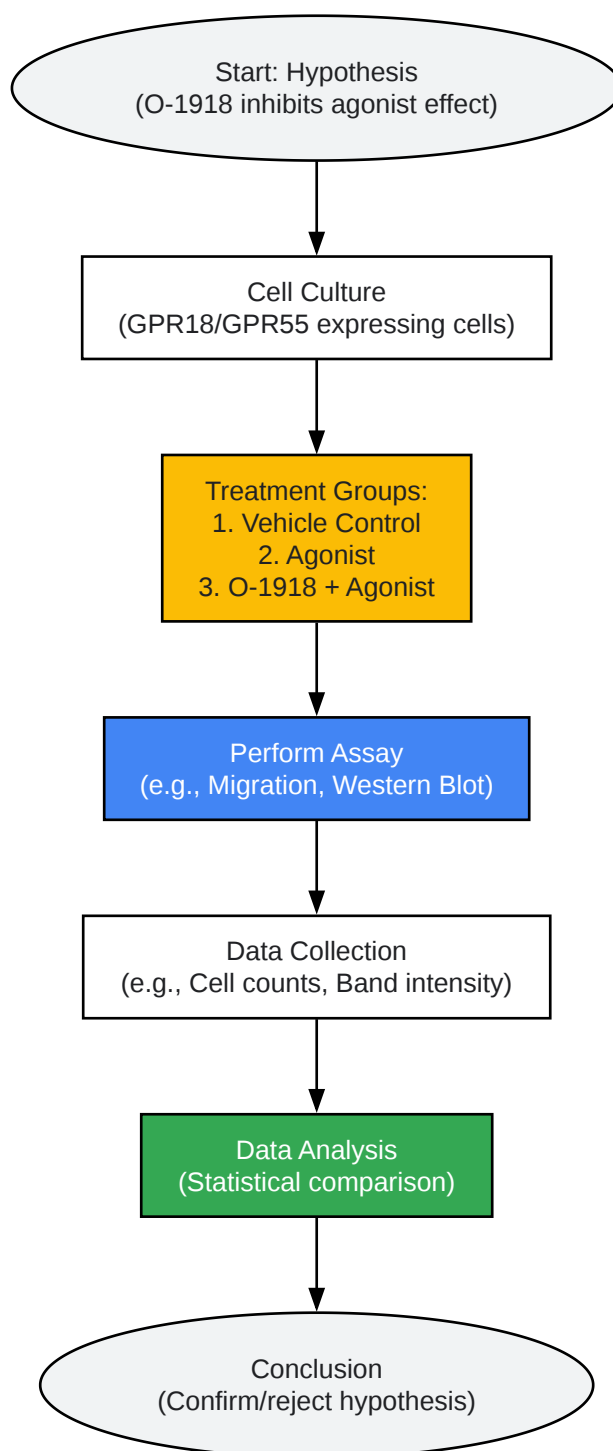 Start: Hypothesis
(O-1918 inhibits agonist effect)
Cell Culture
(GPR18/GPR55 expressing cells)
Treatment Groups:
1. Vehicle Control
2. Agonist
3. O-1918 + Agonist
Perform Assay
(e.g., Migration, Western Blot)
Data Collection
(e.g., Cell counts, Band intensity)
Data Analysis
(Statistical comparison)
Conclusion
(Confirm/reject hypothesis)